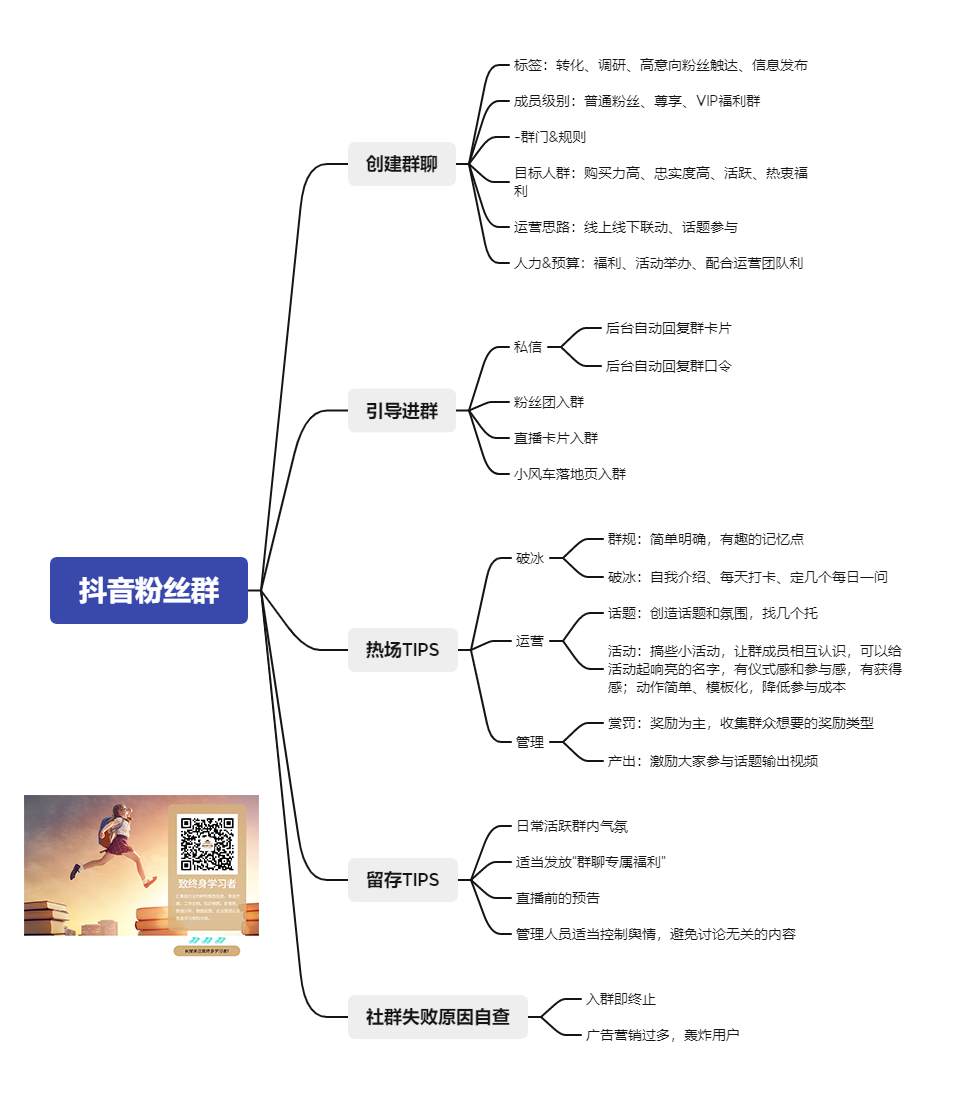 抖音粉丝群
创建群聊
标签：转化、调研、高意向粉丝触达、信息发布
成员级别：普通粉丝、尊享、VIP福利群
-群门&规则
目标人群：购买力高、忠实度高、活跃、热衷福
利
运营思路：线上线下联动、话题参与
人力&预算：福利、活动举办、配合运营团队利
引导进群
私信
后台自动回复群卡片
后台自动回复群口令
粉丝团入群
直播卡片入群
小风车落地页入群
热场TIPS
破冰
群规：简单明确，有趣的记忆点
破冰：自我介绍、每天打卡、定几个每日一问
运营
话题：创造话题和氛围，找几个托
活动：搞些小活动，让群成员相互认识，可以给
活动起响亮的名字，有仪式感和参与感，有获得
感；动作简单、模板化，降低参与成本
管理
赏罚：奖励为主，收集群众想要的奖励类型
产出：激励大家参与话题输出视频
留存TIPS
日常活跃群内气氛
适当发放"群聊专属福利"
直播前的预告
管理人员适当控制舆情，避免讨论无关的内容
社群失败原因自查
入群即终止
广告营销过多，轰炸用户
致终身学习者